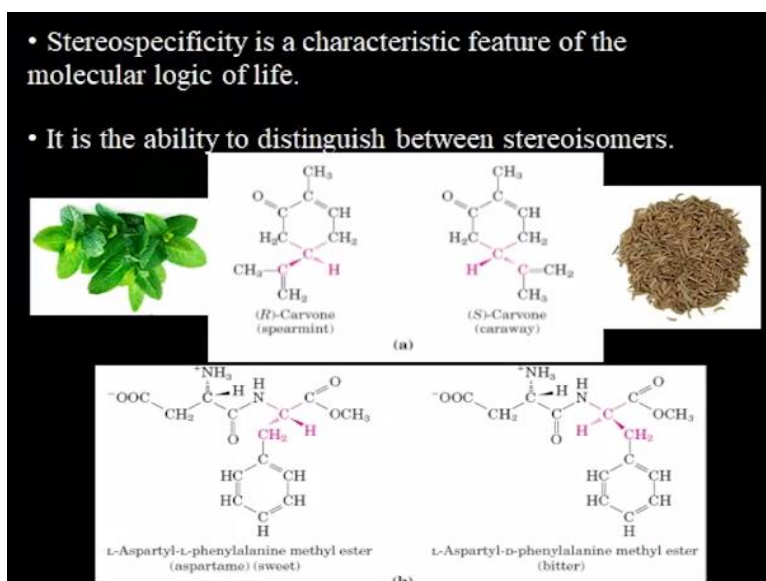 • Stereospecificity is a characteristic feature of the
molecular logic of life.
• It is the ability to distinguish between stereoisomers.
CH₃
O
C
C
CH
H₂C
CH₂
C
CH₃—C
H
CH₂
(R)-Carvone
(spearmint)
CH₃
O
C
C
CH
H₂C
CH₂
C
H
C=CH₂
CH₃
(S)-Carvone
(caraway)
(a)
⁺NH₃
⁻OOC
C
H
CH₂
C
O
H
N
C
H
C
O
OCH₃
CH₂
C
HC
CH
HC
CH
C
H
L-Aspartyl-L-phenylalanine methyl ester
(aspartame) (sweet)
⁺NH₃
⁻OOC
C
H
CH₂
C
O
H
N
C
H
C
O
OCH₃
CH₂
C
HC
CH
HC
CH
C
H
L-Aspartyl-D-phenylalanine methyl ester
(bitter)
(b)